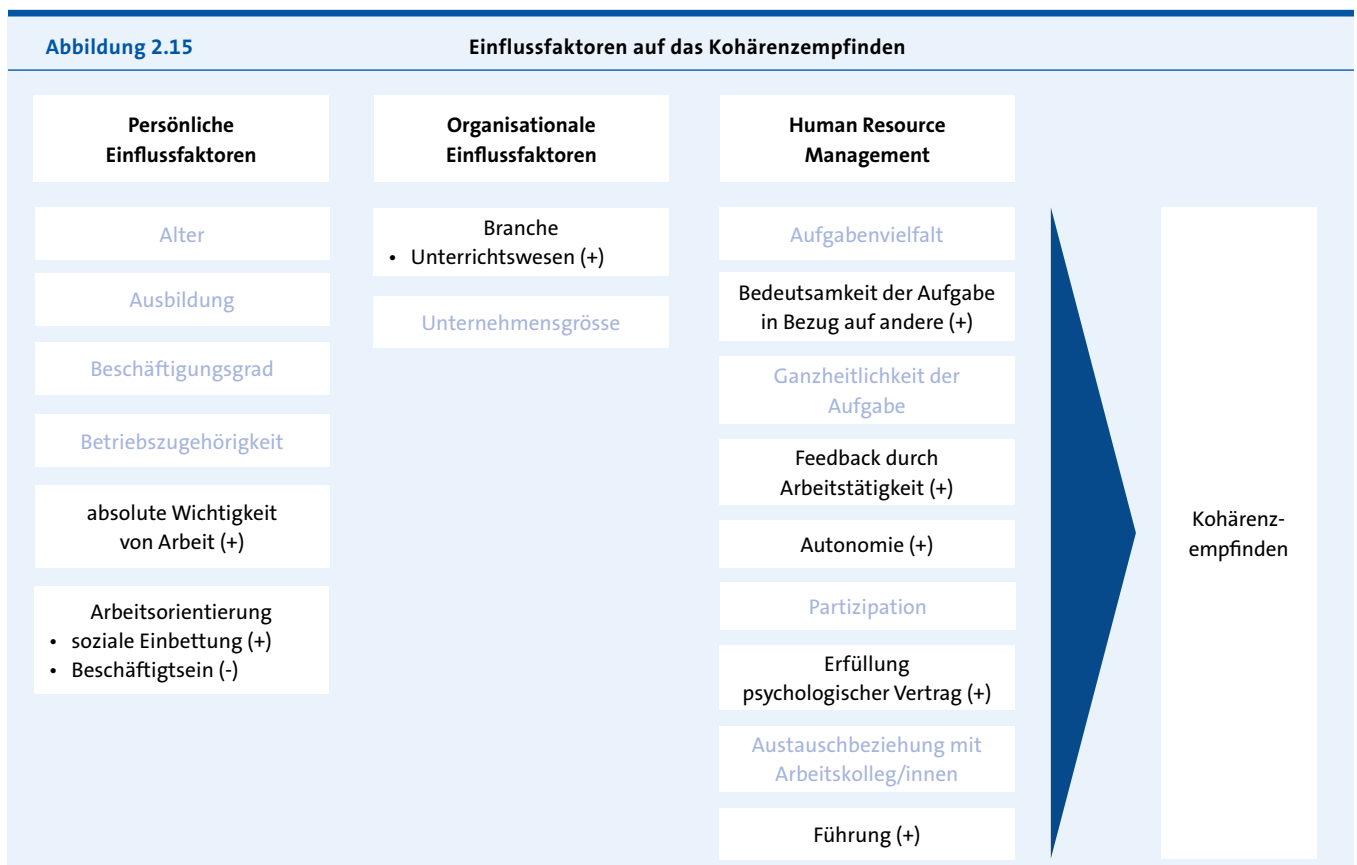 Abbildung 2.15
Einflussfaktoren auf das Kohärenzempfinden
Persönliche
Einflussfaktoren
Alter
Ausbildung
Beschäftigungsgrad
Betriebszugehörigkeit
absolute Wichtigkeit
von Arbeit (+)
Arbeitsorientierung
• soziale Einbettung (+)
• Beschäftigtsein (-)
Organisationale
Einflussfaktoren
Branche
• Unterrichtswesen (+)
Unternehmensgrösse
Human Resource
Management
Aufgabenvielfalt
Bedeutsamkeit der Aufgabe
in Bezug auf andere (+)
Ganzheitlichkeit der
Aufgabe
Feedback durch
Arbeitstätigkeit (+)
Autonomie (+)
Partizipation
Erfüllung
psychologischer Vertrag (+)
Austauschbeziehung mit
Arbeitskolleg/innen
Führung (+)
Kohärenz-
empfinden